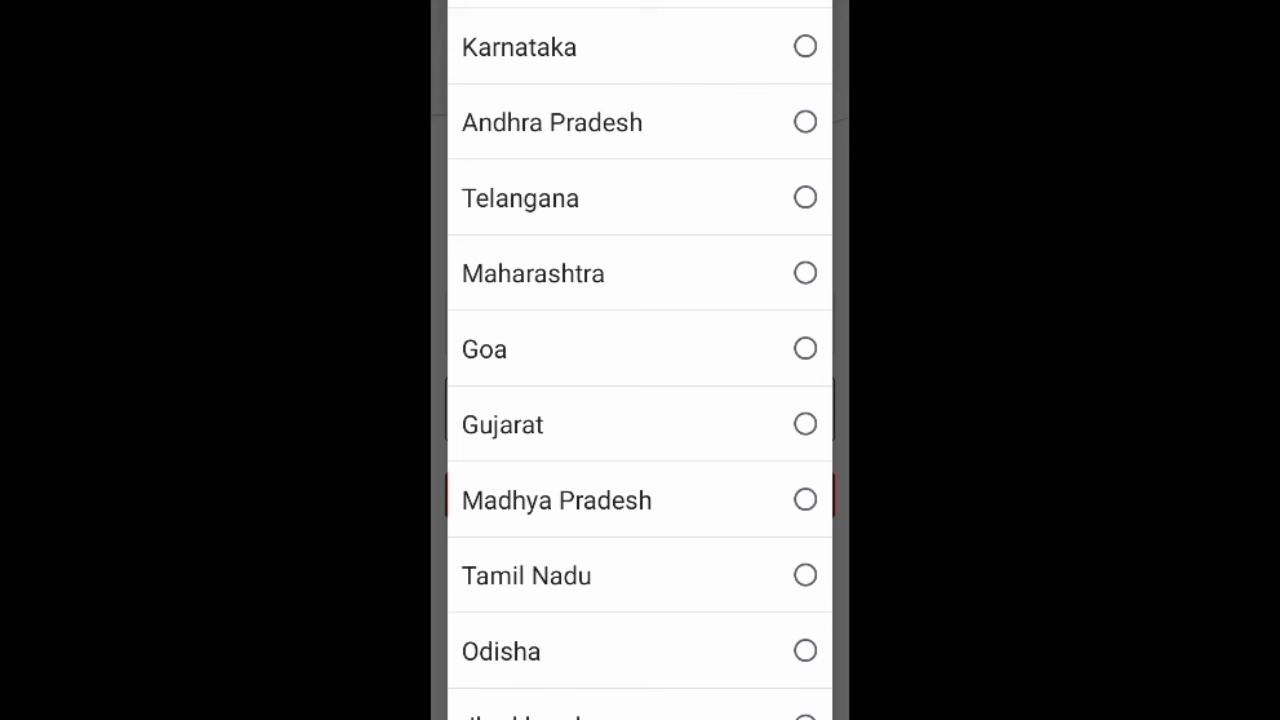 Karnataka
Andhra Pradesh
Telangana
Maharashtra
Goa
Gujarat
Madhya Pradesh
Tamil Nadu
Odisha